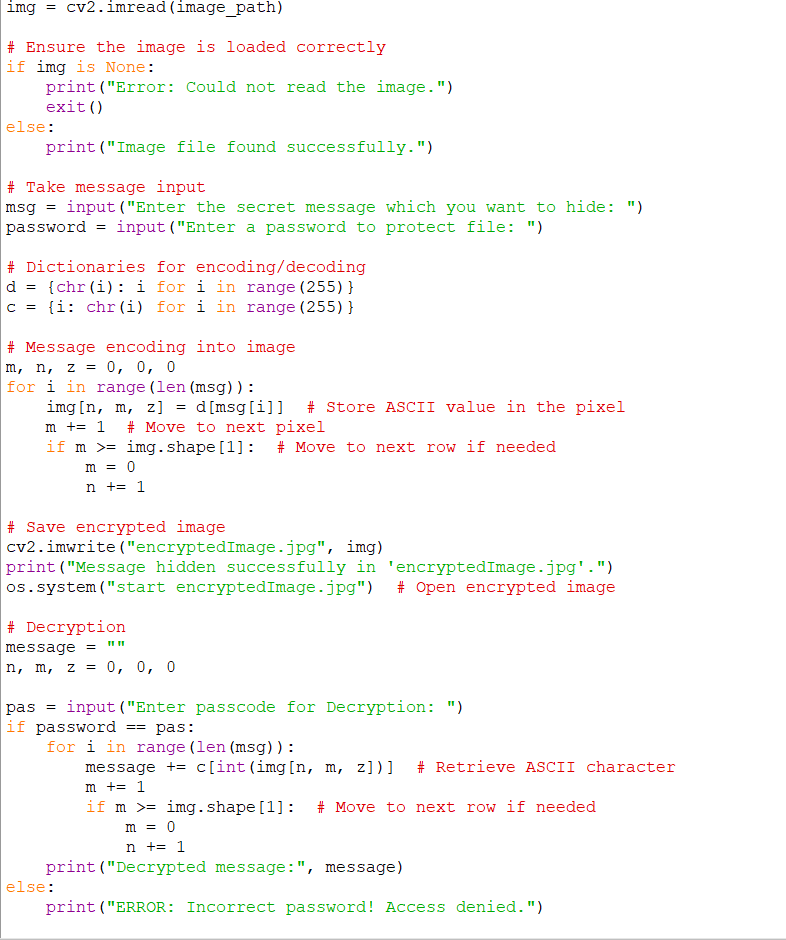 img = cv2.imread(image_path)

# Ensure the image is loaded correctly
if img is None:
    print("Error: Could not read the image.")
    exit()
else:
    print("Image file found successfully.")

# Take message input
msg = input("Enter the secret message which you want to hide: ")
password = input("Enter a password to protect file: ")

# Dictionaries for encoding/decoding
d = {chr(i): i for i in range(255)}
c = {i: chr(i) for i in range(255)}

# Message encoding into image
m, n, z = 0, 0, 0
for i in range(len(msg)):
    img[n, m, z] = d[msg[i]]  # Store ASCII value in the pixel
    m += 1  # Move to next pixel
    if m >= img.shape[1]:  # Move to next row if needed
        m = 0
        n += 1

# Save encrypted image
cv2.imwrite("encryptedImage.jpg", img)
print("Message hidden successfully in 'encryptedImage.jpg'.")
os.system("start encryptedImage.jpg")  # Open encrypted image

# Decryption
message = ""
n, m, z = 0, 0, 0

pas = input("Enter passcode for Decryption: ")
if password == pas:
    for i in range(len(msg)):
        message += c[int(img[n, m, z])]  # Retrieve ASCII character
        m += 1
        if m >= img.shape[1]:  # Move to next row if needed
            m = 0
            n += 1
    print("Decrypted message:", message)
else:
    print("ERROR: Incorrect password! Access denied.")